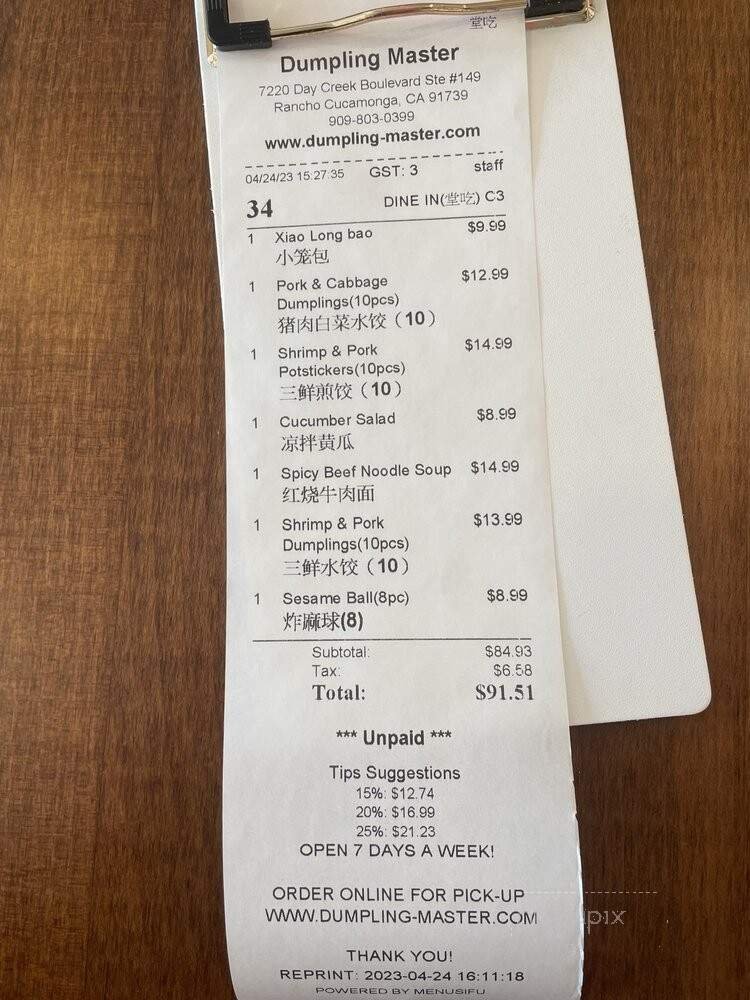 堂吃
Dumpling Master
7220 Day Creek Boulevard Ste #149
Rancho Cucamonga, CA 91739
909-803-0399
www.dumpling-master.com
04/24/23 15:27:35 GST: 3 staff
34 DINE IN(堂吃) C3
1 Xiao Long bao $9.99
小笼包
1 Pork & Cabbage $12.99
Dumplings(10pcs)
猪肉白菜水饺（10）
1 Shrimp & Pork $14.99
Potstickers(10pcs)
三鲜煎饺（10）
1 Cucumber Salad $8.99
凉拌黄瓜
1 Spicy Beef Noodle Soup $14.99
红烧牛肉面
1 Shrimp & Pork $13.99
Dumplings(10pcs)
三鲜水饺（10）
1 Sesame Ball(8pc) $8.99
炸麻球(8)
Subtotal: $84.93
Tax: $6.58
Total: $91.51
*** Unpaid ***
Tips Suggestions
15%: $12.74
20%: $16.99
25%: $21.23
OPEN 7 DAYS A WEEK!
ORDER ONLINE FOR PICK-UP
WWW.DUMPLING-MASTER.COM
THANK YOU!
REPRINT: 2023-04-24 16:11:18
POWERED BY MENUSIFU